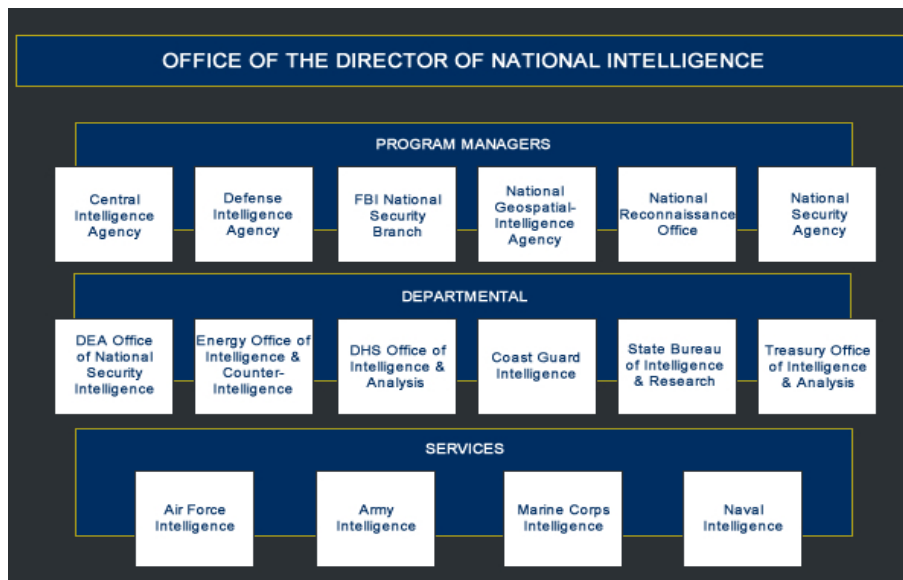 OFFICE OF THE DIRECTOR OF NATIONAL INTELLIGENCE
PROGRAM MANAGERS
Central
Intelligence
Agency
Defense
Intelligence
Agency
FBI National
Security
Branch
National
Geospatial-
Intelligence
Agency
National
Reconnaissance
Office
National
Security
Agency
DEPARTMENTAL
DEA Office
of National
Security
Intelligence
Energy Office of
Intelligence &
Counter-
Intelligence
DHS Office of
Intelligence &
Analysis
Coast Guard
Intelligence
State Bureau
of Intelligence
& Research
Treasury Office
of Intelligence
& Analysis
SERVICES
Air Force
Intelligence
Army
Intelligence
Marine Corps
Intelligence
Naval
Intelligence